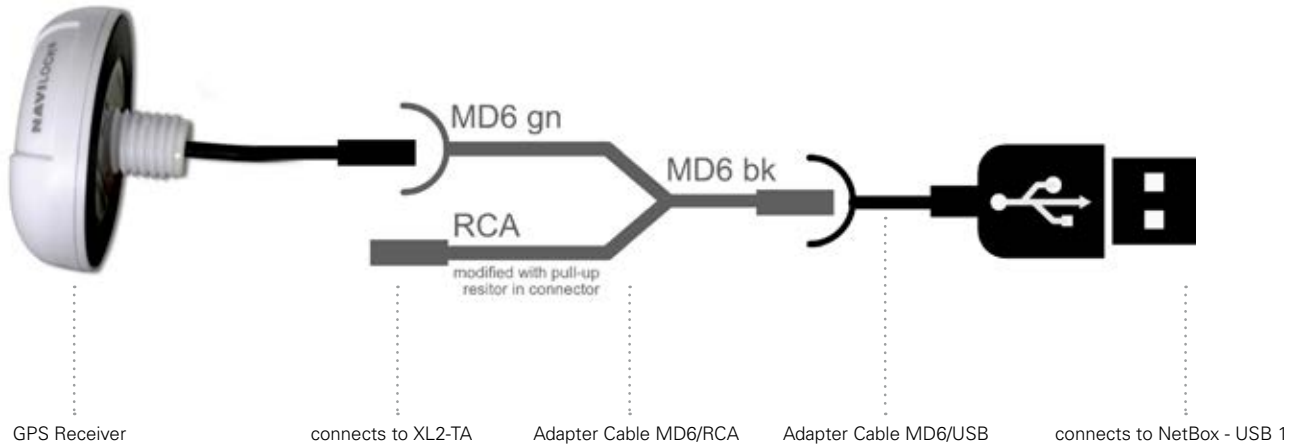 NAVILOCK
MD6 gn
MD6 bk
RCA
modified with pull-up
resitor in connector
GPS Receiver
connects to XL2-TA
Adapter Cable MD6/RCA
Adapter Cable MD6/USB
connects to NetBox - USB 1